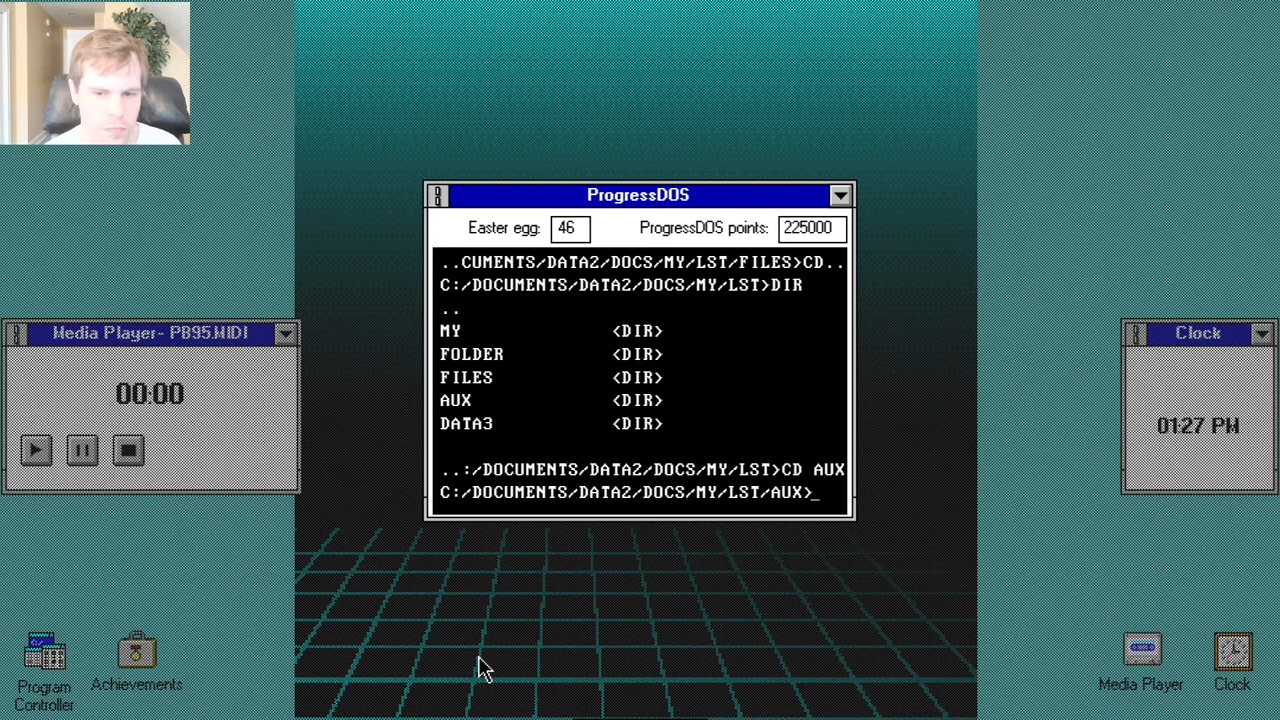 ProgressDOS
Easter egg: 46 ProgressDOS points: 225000
..CUMENTS/DATA2/DOCS/MY/LST/FILES>CD..
C:/DOCUMENTS/DATA2/DOCS/MY/LST>DIR
..
MY <DIR>
FOLDER <DIR>
FILES <DIR>
AUX <DIR>
DATA3 <DIR>
..:/DOCUMENTS/DATA2/DOCS/MY/LST>CD AUX
C:/DOCUMENTS/DATA2/DOCS/MY/LST/AUX>_
Media Player- PB95.MIDI
00:00
Clock
01:27 PM
Program
Controller
Achievements
Media Player
Clock